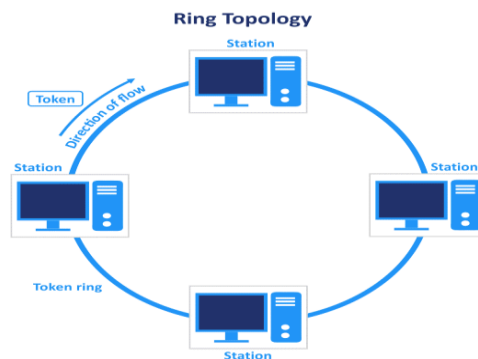 Ring Topology
Station
Token
Direction of flow
Station
Station
Token ring
Station